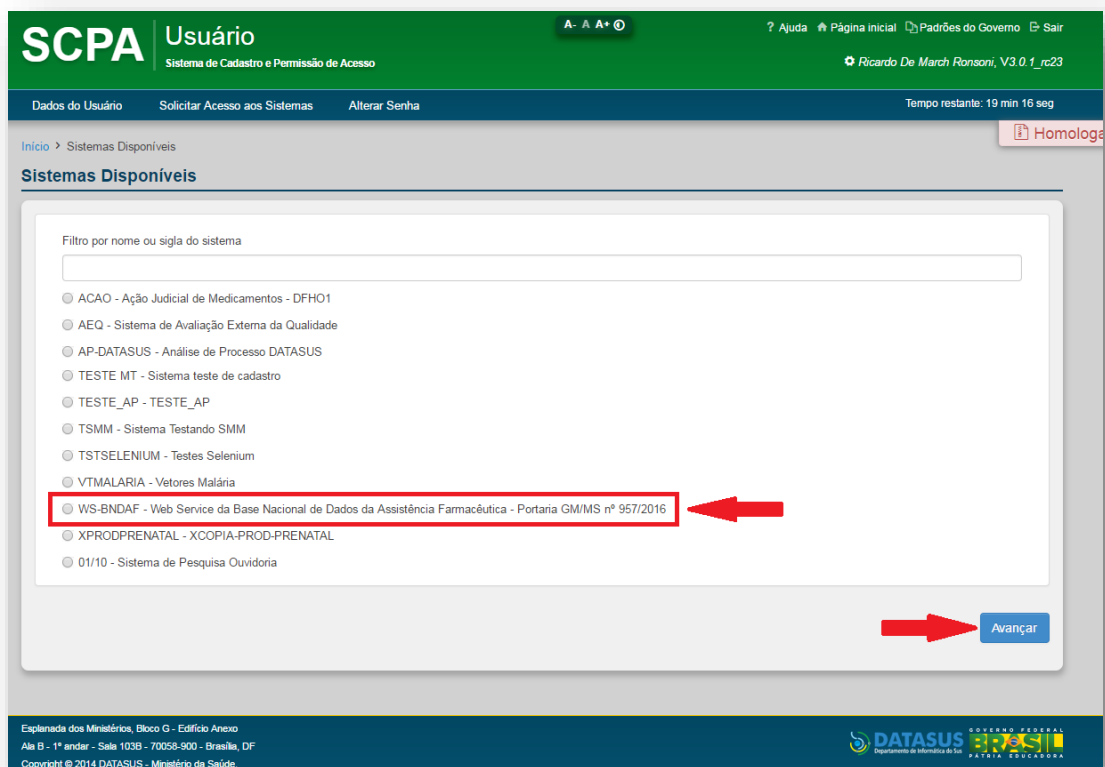 SCPA
Usuário
Sistema de Cadastro e Permissão de Acesso
A- A A+
? Ajuda Página inicial Padrões do Governo Sair
Ricardo De March Ronsoni, V3.0.1_rc23
Dados do Usuário Solicitar Acesso aos Sistemas Alterar Senha Tempo restante: 19 min 16 seg
Homologa
Início > Sistemas Disponíveis
Sistemas Disponíveis
Filtro por nome ou sigla do sistema
ACAO - Ação Judicial de Medicamentos - DFHO1
AEQ - Sistema de Avaliação Externa da Qualidade
AP-DATASUS - Análise de Processo DATASUS
TESTE MT - Sistema teste de cadastro
TESTE_AP - TESTE_AP
TSMM - Sistema Testando SMM
TSTSELENIUM - Testes Selenium
VTMALARIA - Vetores Malária
WS-BNDAF - Web Service da Base Nacional de Dados da Assistência Farmacêutica - Portaria GM/MS nº 957/2016
XPRODPRENATAL - XCOPIA-PROD-PRENATAL
01/10 - Sistema de Pesquisa Ouvidoria
Avançar
Esplanada dos Ministérios, Bloco G - Edifício Anexo
Ala B - 1º andar - Sala 103B - 70058-900 - Brasília, DF
Copyright © 2014 DATASUS - Ministério da Saúde.
DATASUS
Departamento de Informática do Sus
GOVERNO FEDERAL
BRASIL
PÁTRIA EDUCADORA